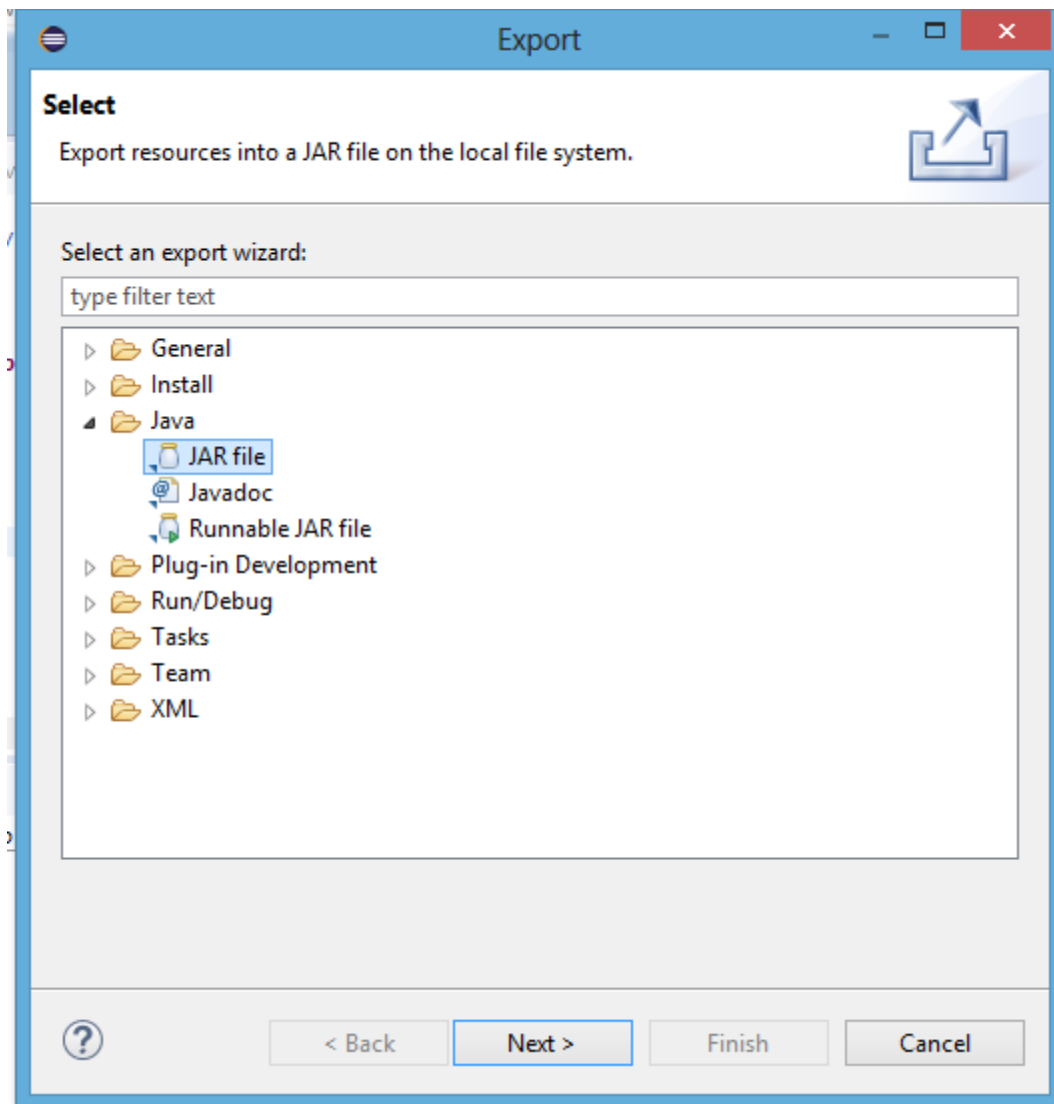 Export
Select
Export resources into a JAR file on the local file system.
Select an export wizard:
type filter text
General
Install
Java
JAR file
Javadoc
Runnable JAR file
Plug-in Development
Run/Debug
Tasks
Team
XML
< Back Next > Finish Cancel